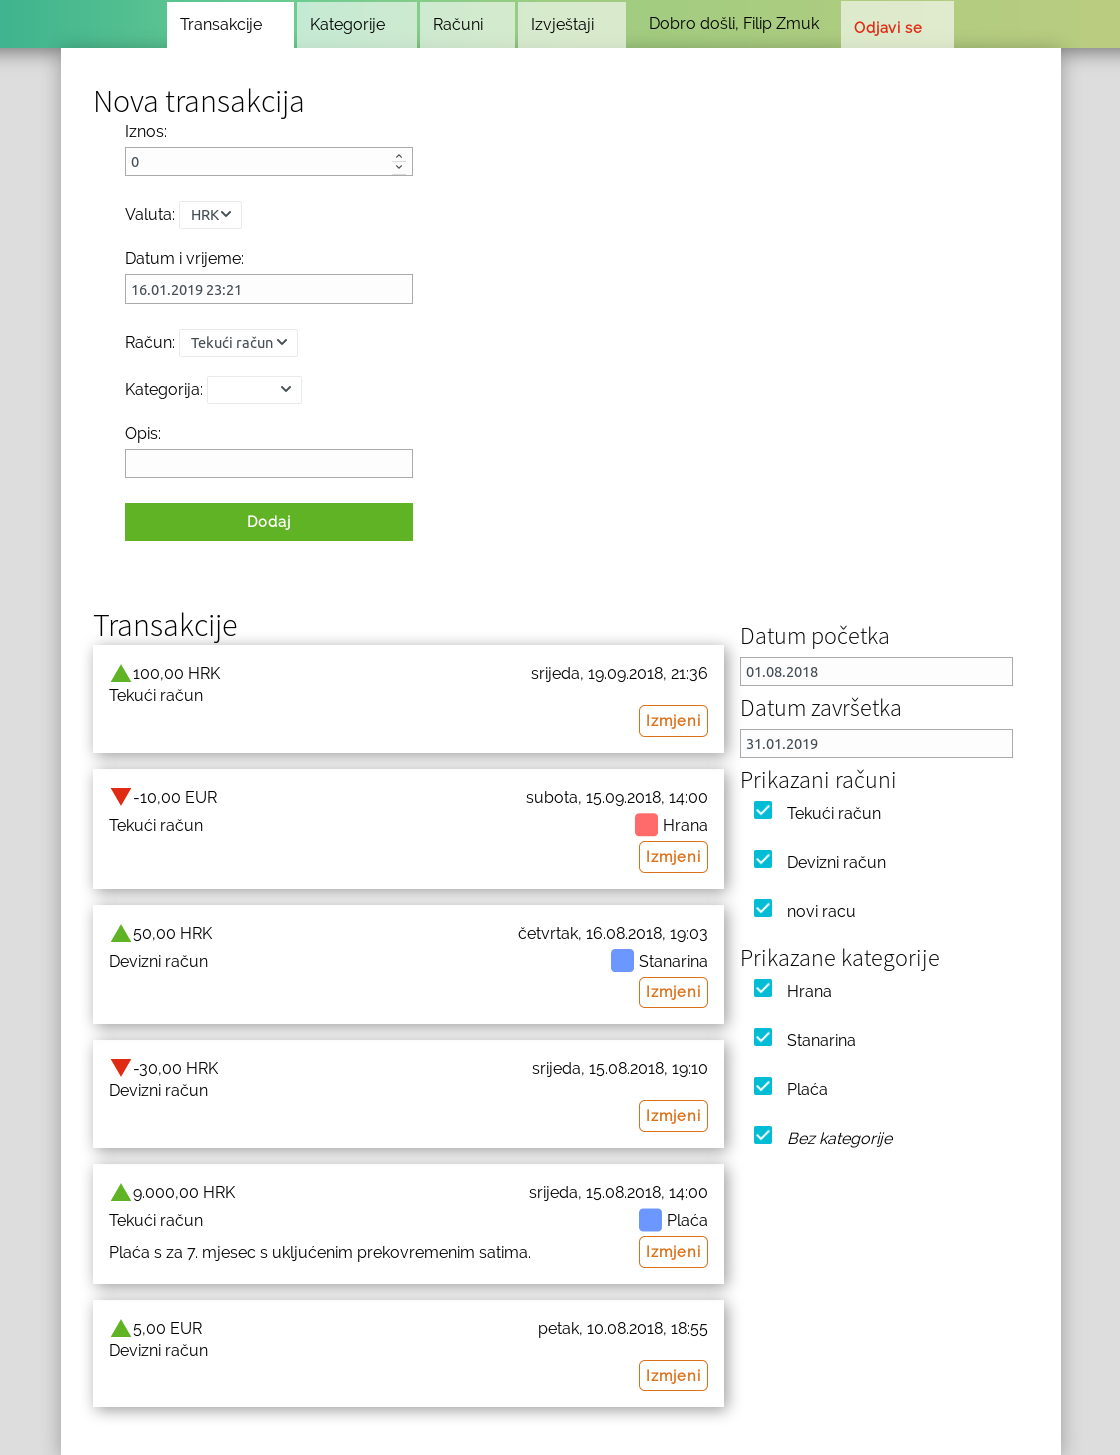 Transakcije Kategorije Računi Izvještaji Dobro došli, Filip Zmuk Odjavi se
Nova transakcija
Iznos:
0
Valuta: HRK
Datum i vrijeme:
16.01.2019 23:21
Račun: Tekući račun
Kategorija:
Opis:
Dodaj
Transakcije
100,00 HRK srijeda, 19.09.2018, 21:36
Tekući račun
Izmjeni
-10,00 EUR subota, 15.09.2018, 14:00
Tekući račun Hrana
Izmjeni
50,00 HRK četvrtak, 16.08.2018, 19:03
Devizni račun Stanarina
Izmjeni
-30,00 HRK srijeda, 15.08.2018, 19:10
Devizni račun
Izmjeni
9.000,00 HRK srijeda, 15.08.2018, 14:00
Tekući račun Plaća
Plaća s za 7. mjesec s ukljućenim prekovremenim satima. Izmjeni
5,00 EUR petak, 10.08.2018, 18:55
Devizni račun
Izmjeni
Datum početka
01.08.2018
Datum završetka
31.01.2019
Prikazani računi
Tekući račun
Devizni račun
novi racu
Prikazane kategorije
Hrana
Stanarina
Plaća
Bez kategorije